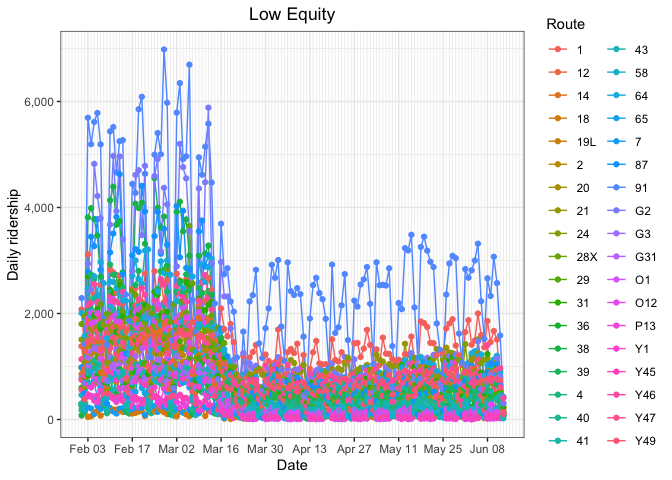 Low Equity
Daily ridership
6,000
4,000
2,000
0
Feb 03 Feb 17 Mar 02 Mar 16 Mar 30 Apr 13 Apr 27 May 11 May 25 Jun 08
Date
Route
1 43
12 58
14 64
18 65
19L 7
2 87
20 91
21 G2
24 G3
28X G31
29 O1
31 O12
36 P13
38 Y1
39 Y45
4 Y46
40 Y47
41 Y49